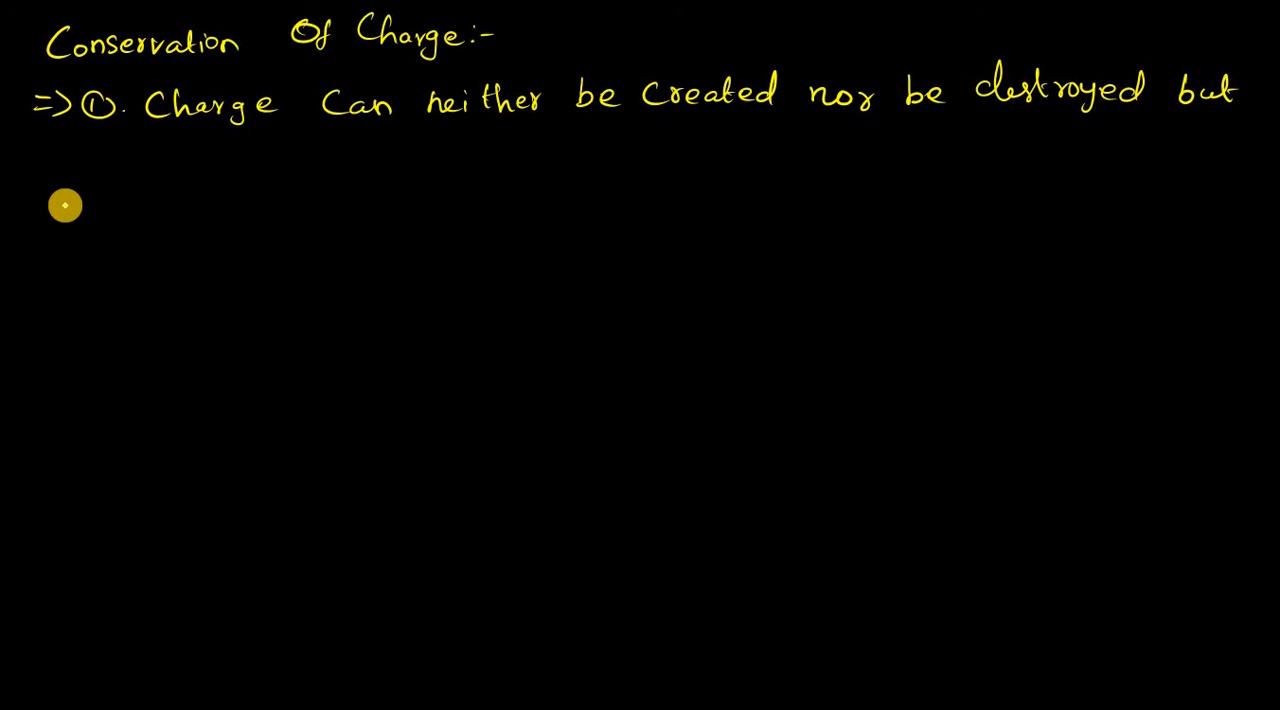 Conservation Of Charge:-
=> ①. Charge Can neither be created nor be destroyed but